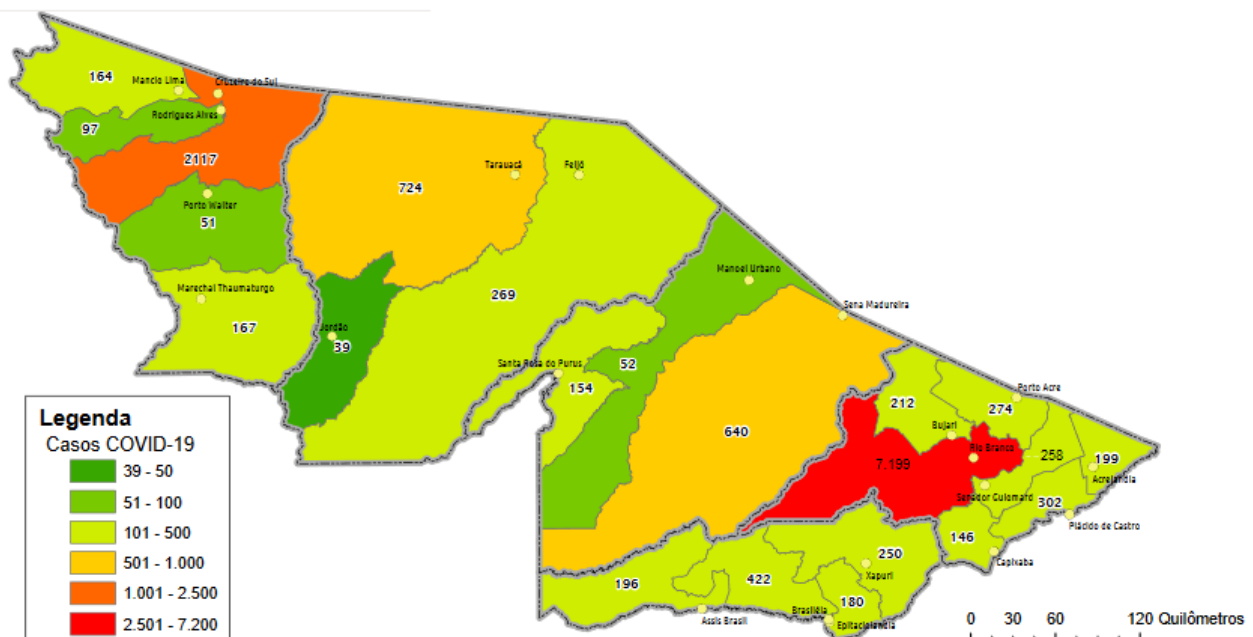 164
Mancio Lima
Cruzeiro do Sul
Rodrigues Alves
97
2117
Porto Walter
51
Marechal Thaumaturgo
167
724
Tarauacá
Feijó
269
Jordão
39
Manoel Urbano
Sena Madureira
Santa Rosa do Purus
52
154
640
212
Porto Acre
274
Bujari
Rio Branco
7.199
258
199
Acrelandia
Senador Guiomard
302
Plácido de Castro
146
Capixaba
250
Xapuri
196
422
180
Assis Brasil
Brasiléia
Epitaciolandia
Legenda
Casos COVID-19
39 - 50
51 - 100
101 - 500
501 - 1.000
1.001 - 2.500
2.501 - 7.200
0 30 60 120 Quilômetros